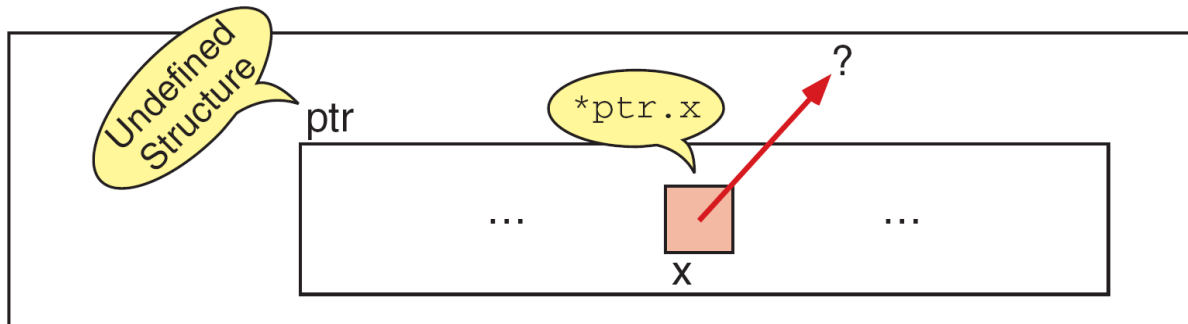 Undefined
Structure
ptr
*ptr.x
?
...
...
x